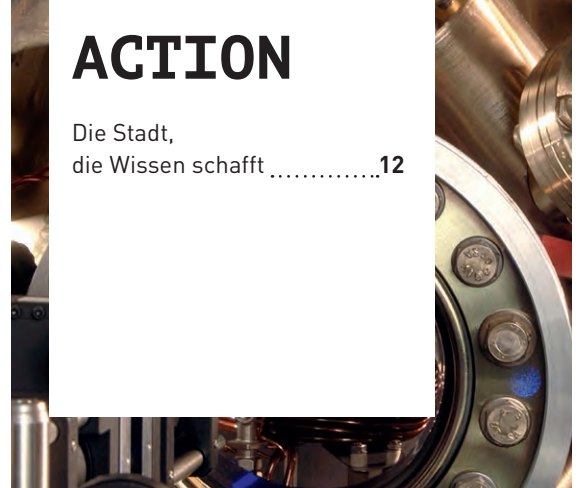 ACTION
Die Stadt,
die Wissen schafft ..............12